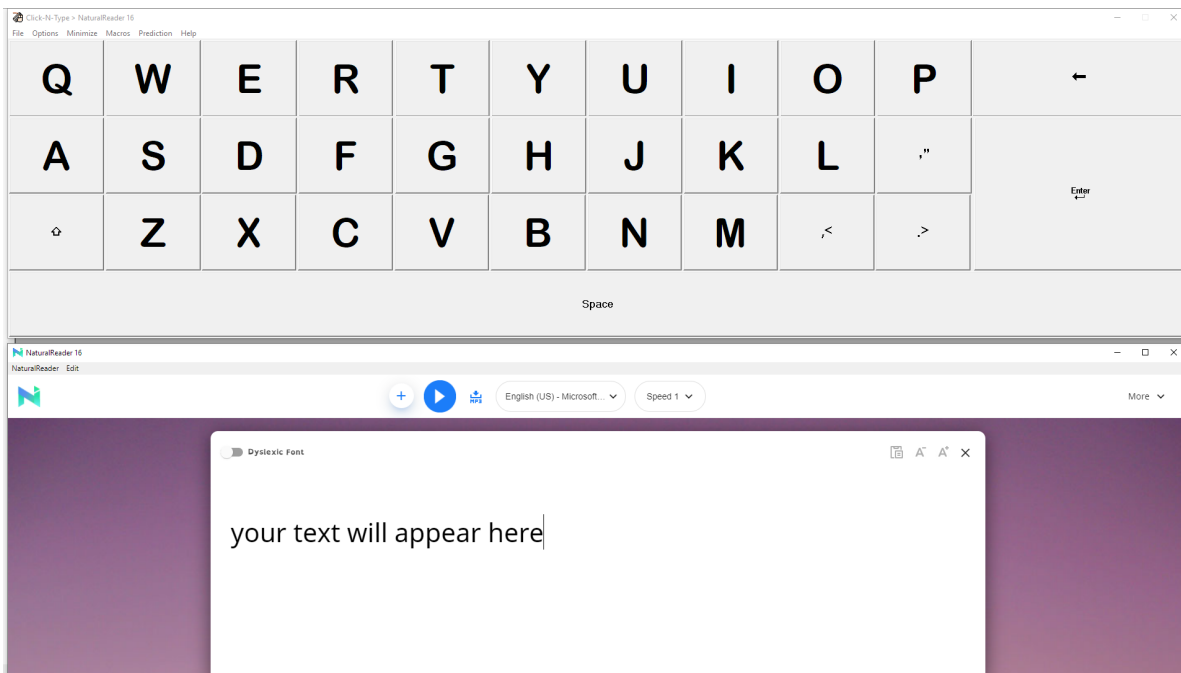 Click-N-Type > NaturalReader 16
File Options Minimize Macros Prediction Help
Q W E R T Y U I O P ←
A S D F G H J K L ,"
Enter
⇧ Z X C V B N M ,< .>
Space
NaturalReader 16
NaturalReader Edit
+ MP3 English (US) - Microsoft... Speed 1 More
Dyslexic Font A- A+ ×
your text will appear here